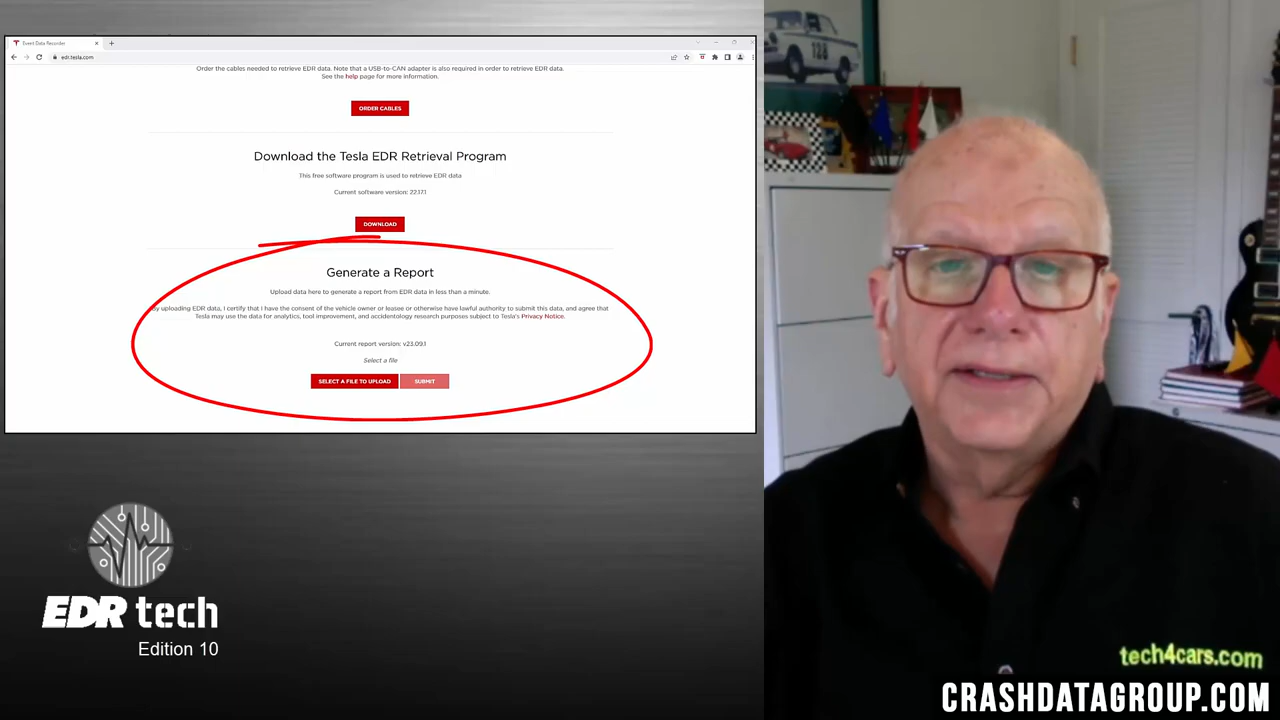 Event Data Recorder
edr.tesla.com
Order the cables needed to retrieve EDR data. Note that a USB-to-CAN adapter is also required in order to retrieve EDR data.
See the help page for more information.
ORDER CABLES
Download the Tesla EDR Retrieval Program
This free software program is used to retrieve EDR data
Current software version: 22.17.1
DOWNLOAD
Generate a Report
Upload data here to generate a report from EDR data in less than a minute.
By uploading EDR data, I certify that I have the consent of the vehicle owner or leasee or otherwise have lawful authority to submit this data, and agree that
Tesla may use the data for analytics, tool improvement, and accidentology research purposes subject to Tesla's Privacy Notice.
Current report version: v23.09.1
Select a file
SELECT A FILE TO UPLOAD SUBMIT
128
EDR tech
Edition 10
tech4cars.com
CRASHDATAGROUP.COM